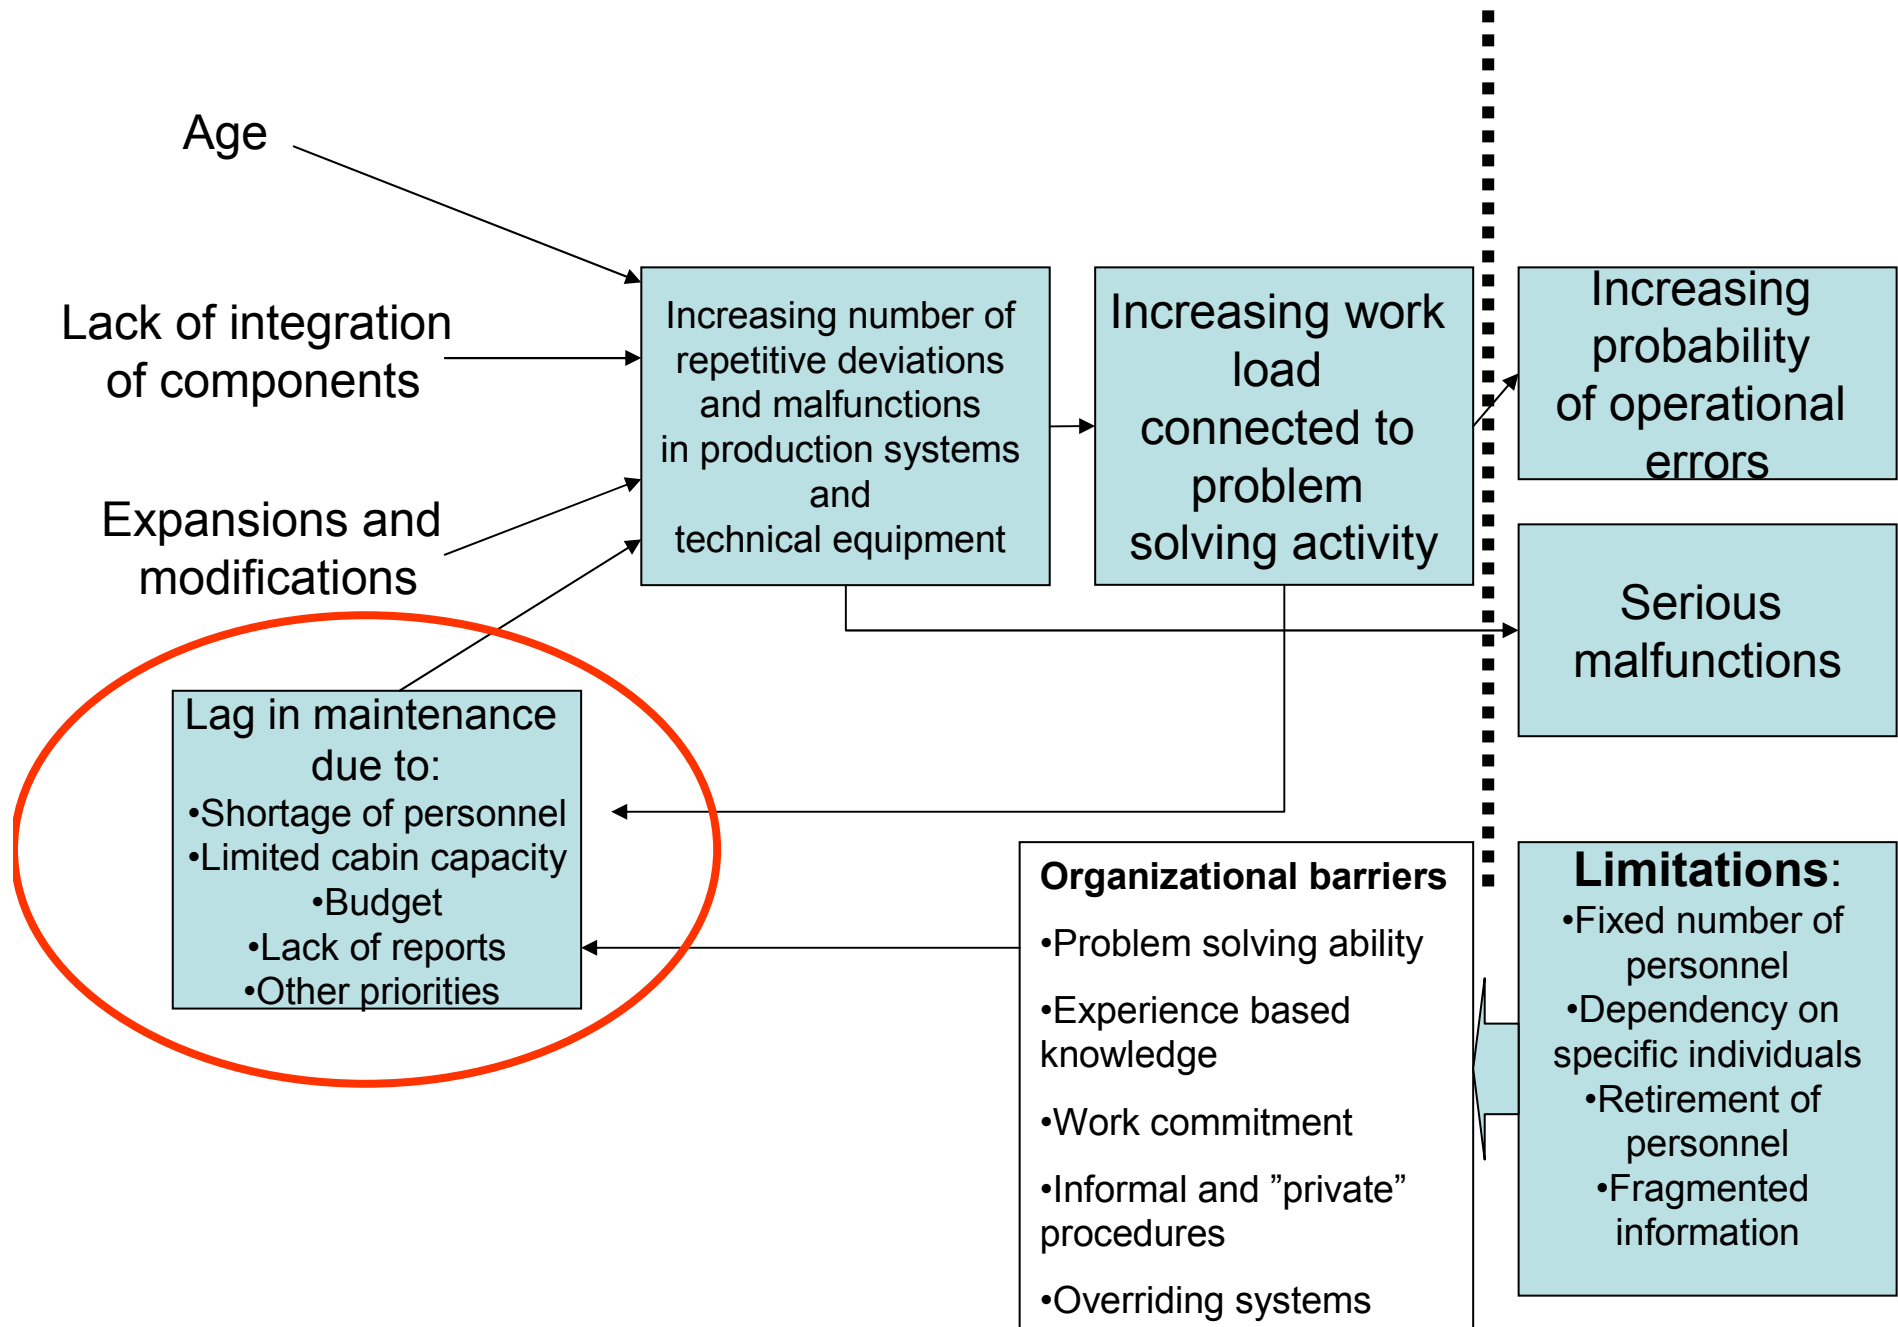 Age
Lack of integration
of components
Expansions and
modifications
Increasing number of
repetitive deviations
and malfunctions
in production systems
and
technical equipment
Increasing work
load
connected to
problem
solving activity
Increasing
probability
of operational
errors
Serious
malfunctions
Lag in maintenance
due to:
•Shortage of personnel
•Limited cabin capacity
•Budget
•Lack of reports
•Other priorities
Organizational barriers
•Problem solving ability
•Experience based
knowledge
•Work commitment
•Informal and ”private”
procedures
•Overriding systems
Limitations:
•Fixed number of
personnel
•Dependency on
specific individuals
•Retirement of
personnel
•Fragmented
information